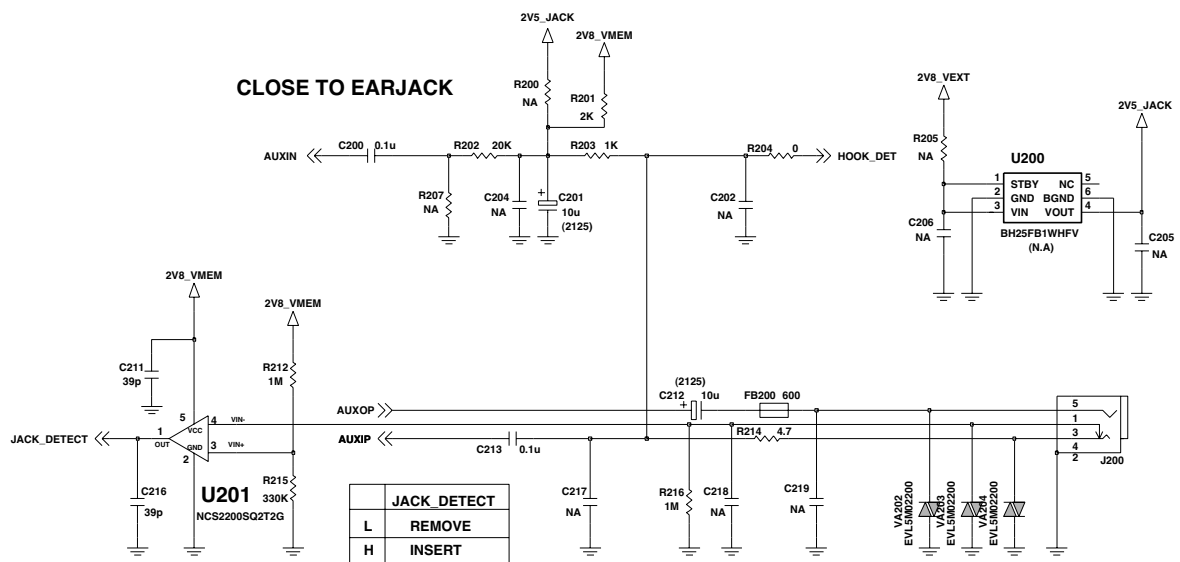 2V5_JACK
2V8_VMEM
CLOSE TO EARJACK
R200
NA
R201
2K
2V8_VEXT
2V5_JACK
AUXIN
C200 0.1u
R202 20K
R203 1K
R204 0
HOOK_DET
R205
NA
U200
1 STBY NC 5
2 GND BGND 6
3 VIN VOUT 4
BH25FB1WHFV
(N.A)
R207
NA
C204
NA
+
C201
10u
(2125)
C202
NA
C206
NA
C205
NA
2V8_VMEM
2V8_VMEM
C211
39p
R212
1M
AUXOP
(2125)
C212 10u
+
FB200 600
5
1
3
4
2
J200
JACK_DETECT
1
OUT
5
VCC
GND
2
4 VIN-
3 VIN+
AUXIP
C213 0.1u
R214 4.7
C216
39p
U201
NCS2200SQ2T2G
R215
330K
JACK_DETECT
L REMOVE
H INSERT
C217
NA
R216
1M
C218
NA
C219
NA
VA202
EVL5M02200
VA203
EVL5M02200
VA204
EVL5M02200